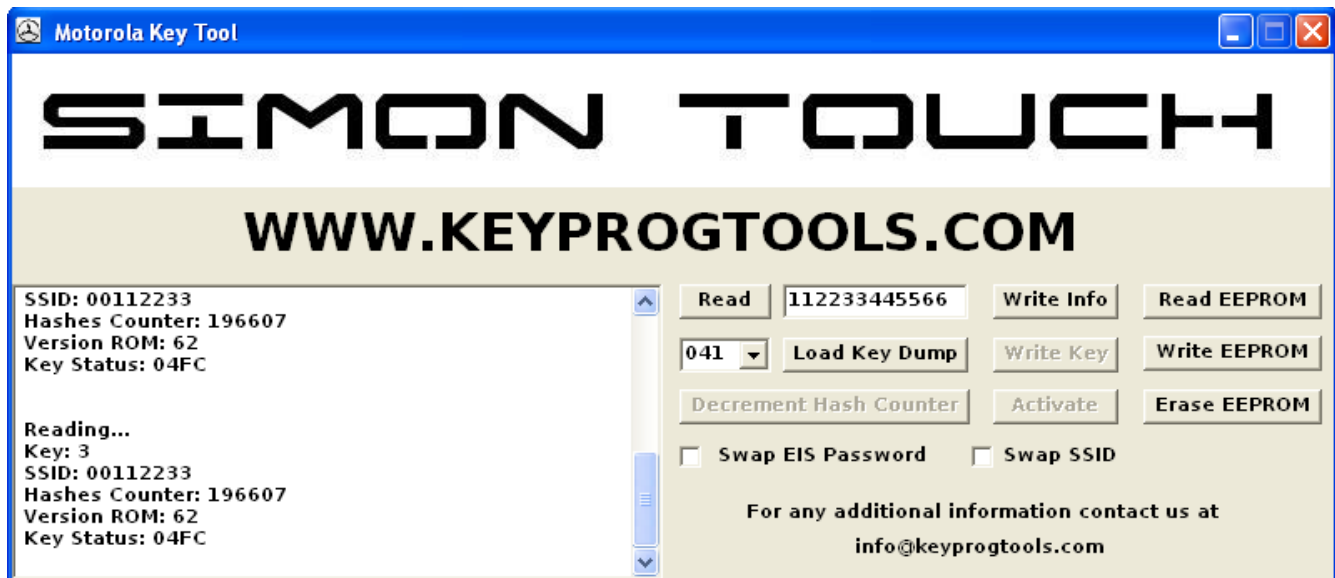 Motorola Key Tool
SIMON TOUCH
WWW.KEYPROGTOOLS.COM
SSID: 00112233
Hashes Counter: 196607
Version ROM: 62
Key Status: 04FC
Reading...
Key: 3
SSID: 00112233
Hashes Counter: 196607
Version ROM: 62
Key Status: 04FC
Read 112233445566 Write Info Read EEPROM
041 Load Key Dump Write Key Write EEPROM
Decrement Hash Counter Activate Erase EEPROM
Swap EIS Password Swap SSID
For any additional information contact us at
info@keyprogtools.com